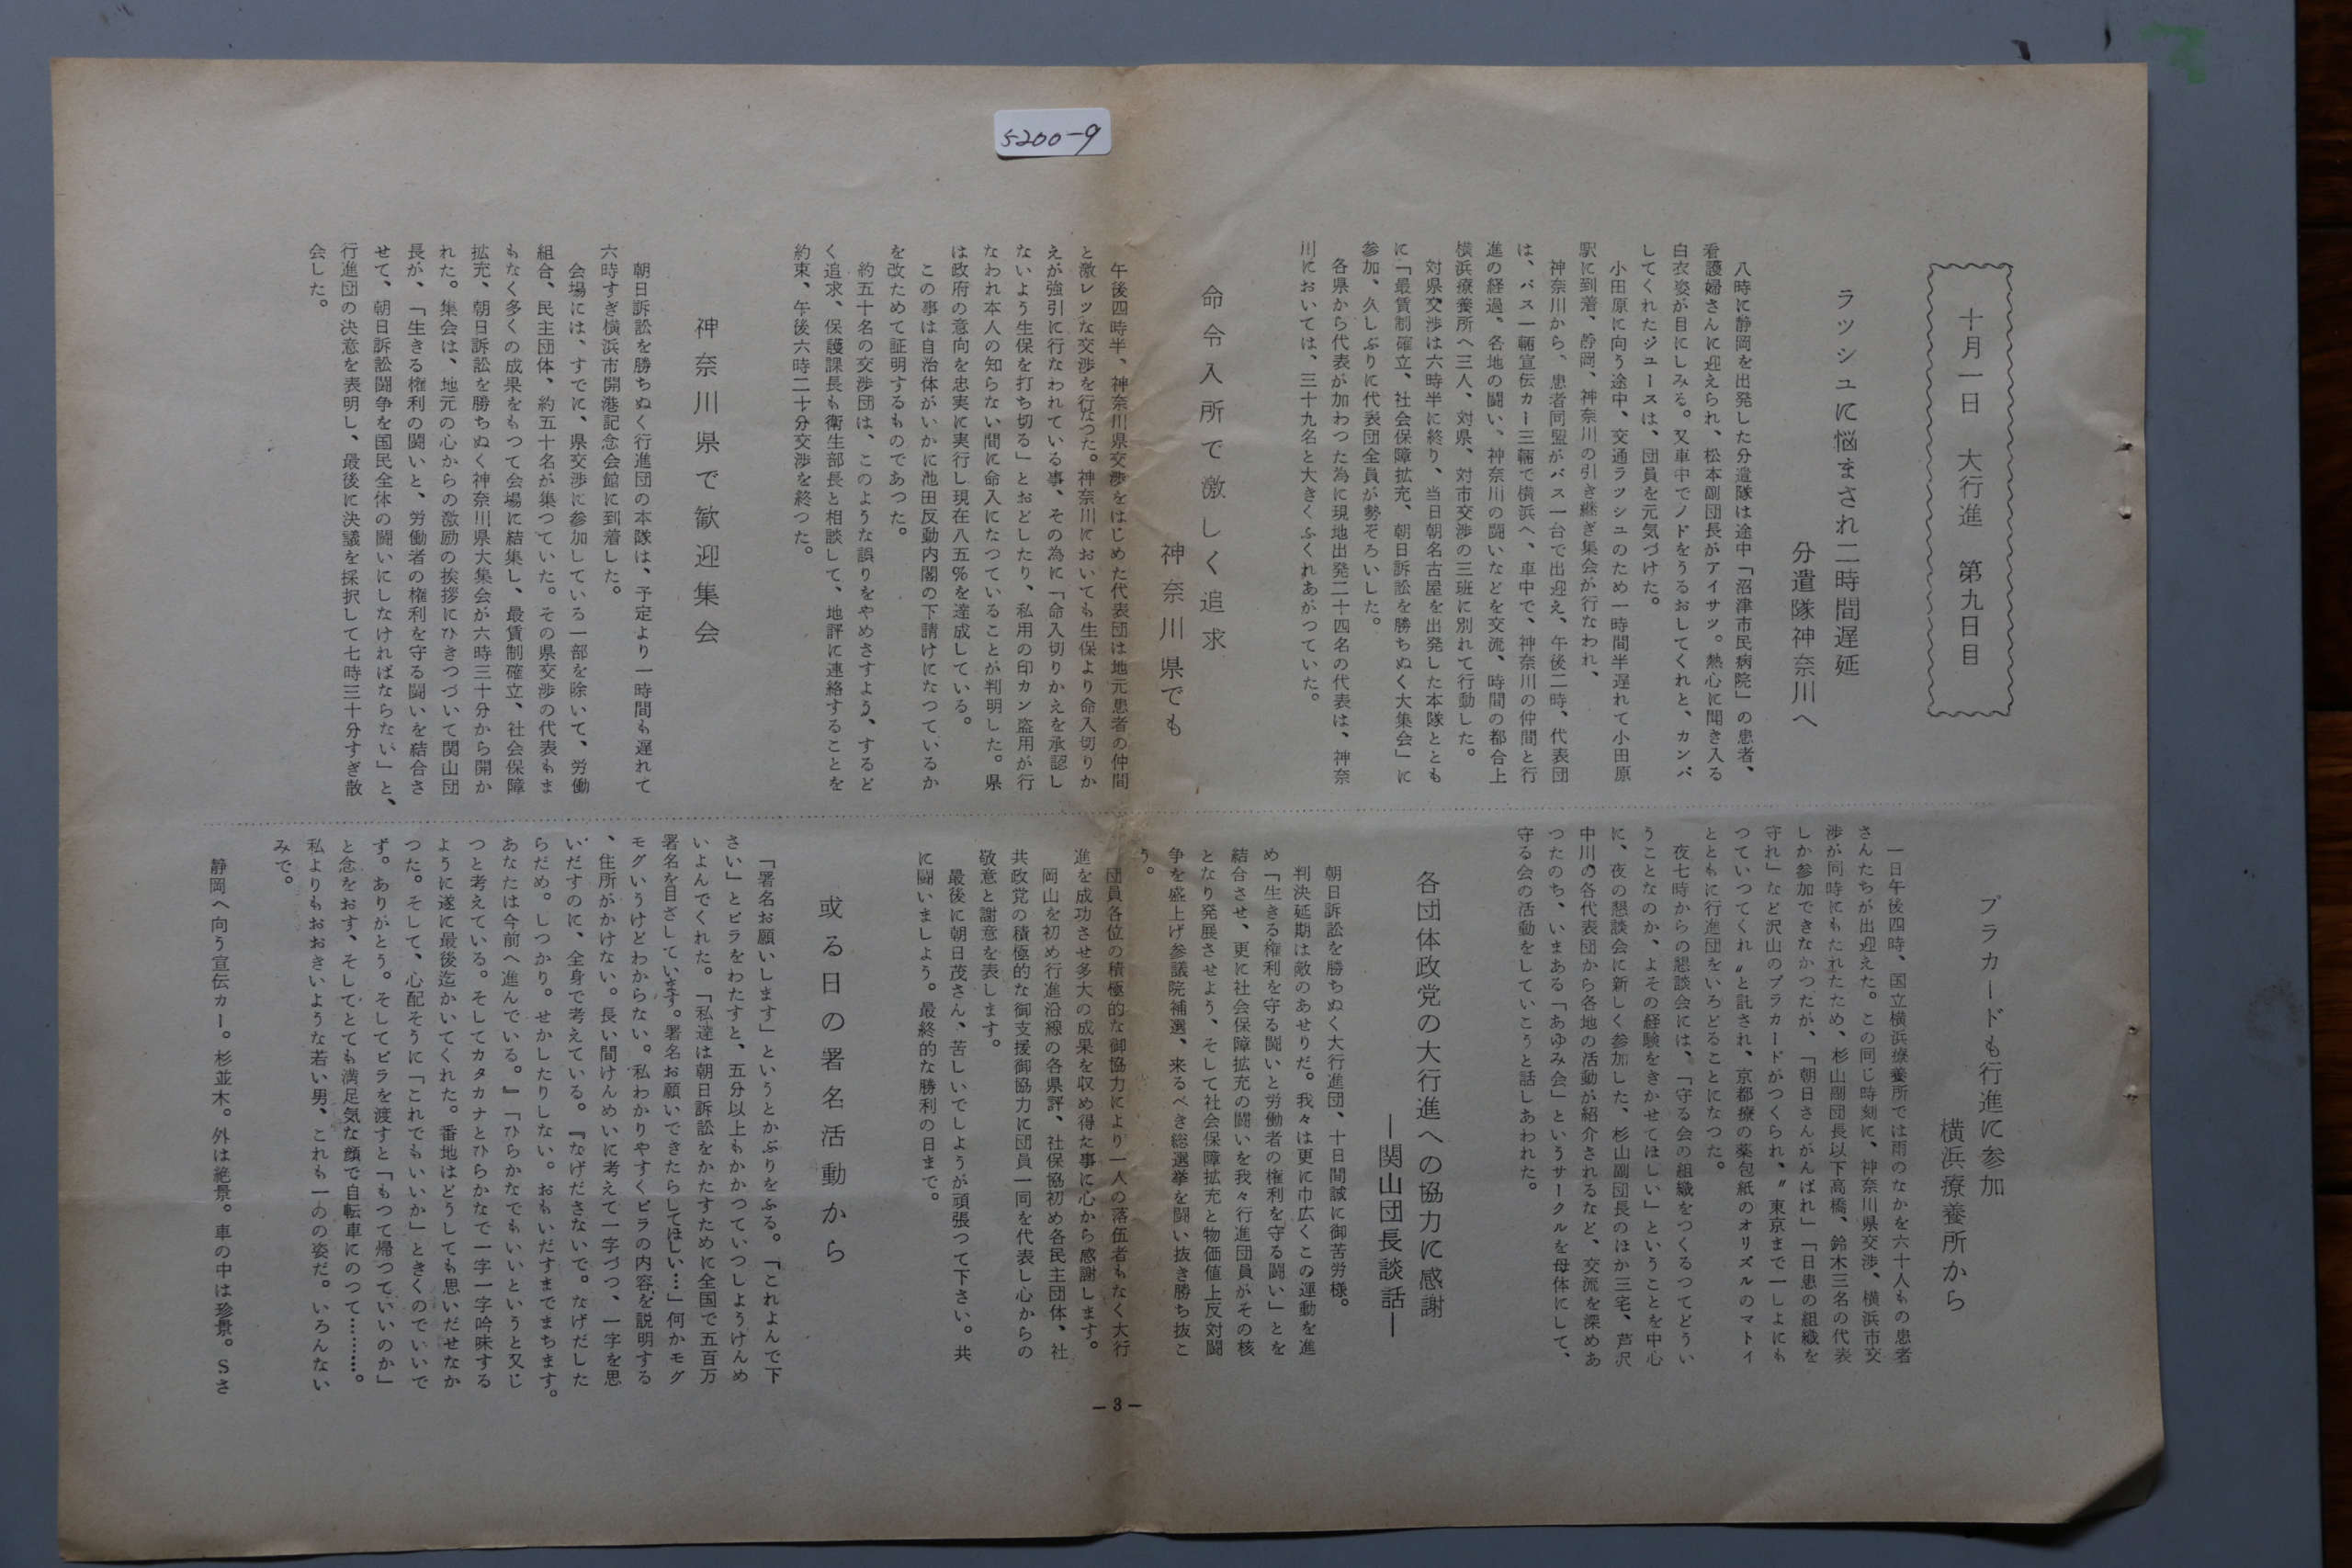 5200-9
十月一日　大行進　第九日目
ラッシュに悩まされ二時間遅延
分遣隊神奈川へ
八時に静岡を出発した分遣隊は途中「沼津市民病院」の患者、
看護婦さんに迎えられ、松本副団長がアイサツ。熱心に聞き入る
白衣姿が目にしみる。又車中でノドをうるおしてくれと、カンパ
してくれたジュースは、団員を元気づけた。
小田原に向う途中、交通ラッシュのため一時間半遅れて小田原
駅に到着、静岡、神奈川の引き継ぎ集会が行なわれ、
神奈川から、患者同盟がバス一台で出迎え、午後二時、代表団
は、バス一輛宣伝カー三輛で横浜へ、車中で、神奈川の仲間と行
進の経過、各地の闘い、神奈川の闘いなどを交流、時間の都合上
横浜療養所へ三人、対県、対市交渉の三班に別れて行動した。
対県交渉は六時半に終り、当日朝名古屋を出発した本隊ととも
に「最賃制確立、社会保障拡充、朝日訴訟を勝ちぬく大集会」に
参加、久しぶりに代表団全員が勢ぞろいした。
各県から代表が加わつた為に現地出発二十四名の代表は、神奈
川においては、三十九名と大きくふくれあがつていた。
命令入所で激しく追求
神奈川県でも
午後四時半、神奈川県交渉をはじめた代表団は地元患者の仲間
と激レツな交渉を行なつた。神奈川においても生保より命入切りか
えが強引に行なわれている事、その為に「命入切りかえを承認し
ないよう生保を打ち切る」とおどしたり、私用の印カン盗用が行
なわれ本人の知らない間に命入になつていることが判明した。県
は政府の意向を忠実に実行し現在八五％を達成している。
この事は自治体がいかに池田反動内閣の下請けになつているか
を改ためて証明するものであつた。
約五十名の交渉団は、このような誤りをやめさすよう、するど
く追求、保護課長も衛生部長と相談して、地評に連絡することを
約束、午後六時二十分交渉を終つた。
神奈川県で歓迎集会
朝日訴訟を勝ちぬく行進団の本隊は、予定より一時間も遅れて
六時すぎ横浜市開港記念会館に到着した。
会場には、すでに、県交渉に参加している一部を除いて、労働
組合、民主団体、約五十名が集つていた。その県交渉の代表もま
もなく多くの成果をもつて会場に結集し、最賃制確立、社会保障
拡充、朝日訴訟を勝ちぬく神奈川県大集会が六時三十分から開か
れた。集会は、地元の心からの激励の挨拶にひきつづいて関山団
長が、「生きる権利の闘いと、労働者の権利を守る闘いを結合さ
せて、朝日訴訟闘争を国民全体の闘いにしなければならない」と、
行進団の決意を表明し、最後に決議を採択して七時三十分すぎ散
会した。
プラカードも行進に参加
横浜療養所から
一日午後四時、国立横浜療養所では雨のなかを六十人もの患者
さんたちが出迎えた。この同じ時刻に、神奈川県交渉、横浜市交
渉が同時にもたれたため、杉山副団長以下高橋、鈴木三名の代表
しか参加できなかつたが、「朝日さんがんばれ」「日患の組織を
守れ」など沢山のプラカードがつくられ、〝東京まで一しよにも
つていつてくれ〟と託され、京都療の薬包紙のオリズルのマトイ
とともに行進団をいろどることになつた。
夜七時からの懇談会には、「守る会の組織をつくるつてどうい
うことなのか、よその経験をきかせてほしい」ということを中心
に、夜の懇談会に新しく参加した、杉山副団長のほか三宅、芦沢
中川の各代表団から各地の活動が紹介されるなど、交流を深めあ
つたのち、いまある「あゆみ会」というサークルを母体にして、
守る会の活動をしていこうと話しあわれた。
各団体政党の大行進への協力に感謝
―関山団長談話―
朝日訴訟を勝ちぬく大行進団、十日間誠に御苦労様。
判決延期は敵のあせりだ。我々は更に巾広くこの運動を進
め「生きる権利を守る闘いと労働者の権利を守る闘い」とを
結合させ、更に社会保障拡充の闘いを我々行進団員がその核
となり発展させよう、そして社会保障拡充と物価値上反対闘
争を盛上げ参議院補選、来るべき総選挙を闘い抜き勝ち抜こ
う。
団員各位の積極的な御協力により一人の落伍者もなく大行
進を成功させ多大の成果を収め得た事に心から感謝します。
岡山を初め行進沿線の各県評、社保協初め各民主団体、社
共政党の積極的な御支援御協力に団員一同を代表し心からの
敬意と謝意を表します。
最後に朝日茂さん、苦しいでしようが頑張つて下さい。共
に闘いましよう。最終的な勝利の日まで。
或る日の署名活動から
「署名お願いします」というとかぶりをふる。「これよんで下
さい」とビラをわたすと、五分以上もかかつていつしようけんめ
いよんでくれた。「私達は朝日訴訟をかたすために全国で五百万
署名を目ざしています。署名お願いできたらしてほしい…」何かモグ
モグいうけどわからない。私わかりやすくビラの内容を説明する
、住所がかけない。長い間けんめいに考えて一字づつ、一字を思
いだすのに、全身で考えている。『なげださないで。なげだした
らだめ。しつかり。せかしたりしない。おもいだすまでまちます。
あなたは今前へ進んでいる。』「ひらかなでもいいというと又じ
つと考えている。そしてカタカナとひらかなで一字一字吟味する
ように遂に最後迄かいてくれた。番地はどうしても思いだせなか
つた。そして、心配そうに「これでもいいか」ときくのでいいで
ず。ありがとう。そしてビラを渡すと「もつて帰つていいのか」
と念をおす、そしてとても満足気な顔で自転車にのつて………。
私よりもおおきいような若い男、これも一つの姿だ。いろんない
みで。
静岡へ向う宣伝カー。杉並木。外は絶景。車の中は珍景。Sさ
―3―